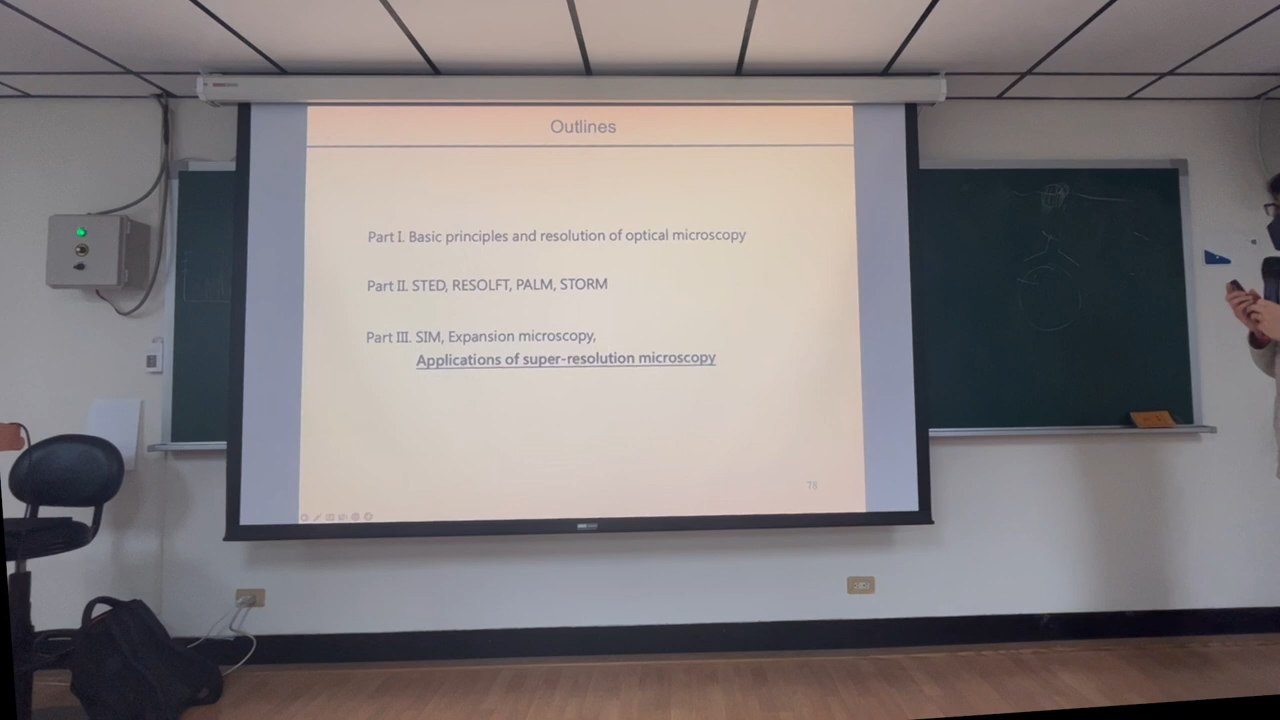 Outlines
Part I. Basic principles and resolution of optical microscopy
Part II. STED, RESOLFT, PALM, STORM
Part III. SIM, Expansion microscopy,
Applications of super-resolution microscopy
78